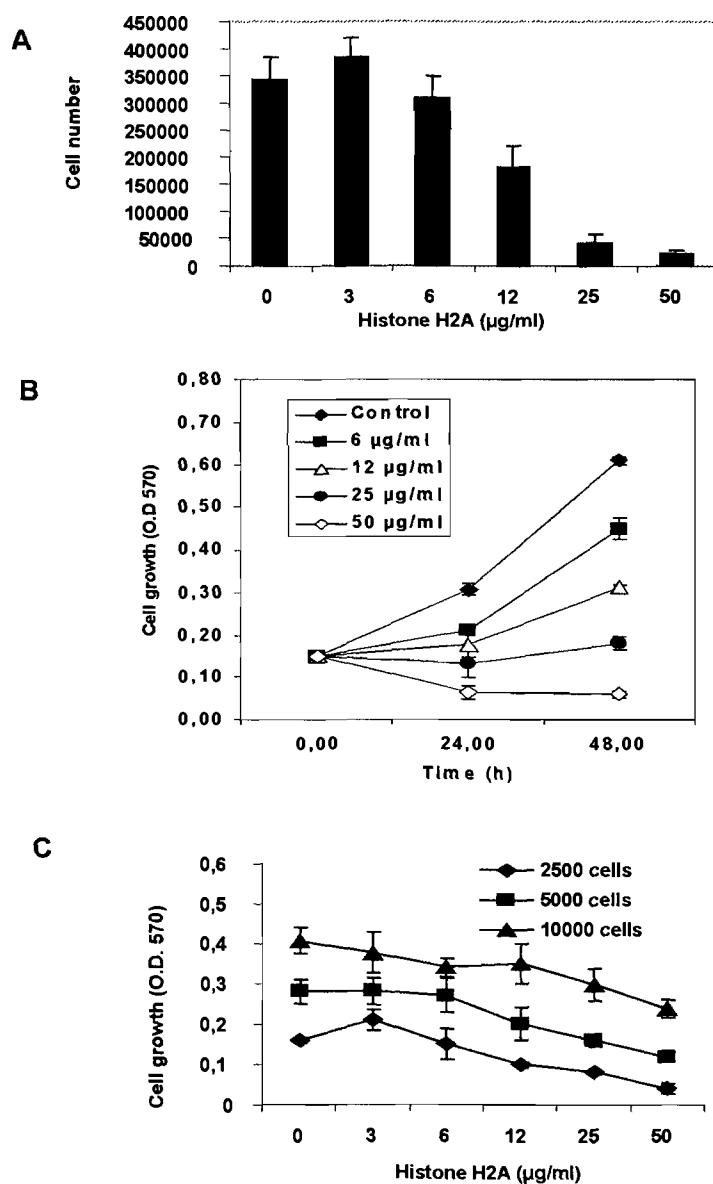 A
450000
400000
350000
300000
250000
200000
150000
100000
50000
0
Cell number
0 3 6 12 25 50
Histone H2A (µg/ml)
B
0,80
0,70
0,60
0,50
0,40
0,30
0,20
0,10
0,00
Cell growth (O.D 570)
Control
6 µg/ml
12 µg/ml
25 µg/ml
50 µg/ml
0,00 24,00 48,00
Time (h)
C
0,6
0,5
0,4
0,3
0,2
0,1
0
Cell growth (O.D. 570)
2500 cells
5000 cells
10000 cells
0 3 6 12 25 50
Histone H2A (µg/ml)